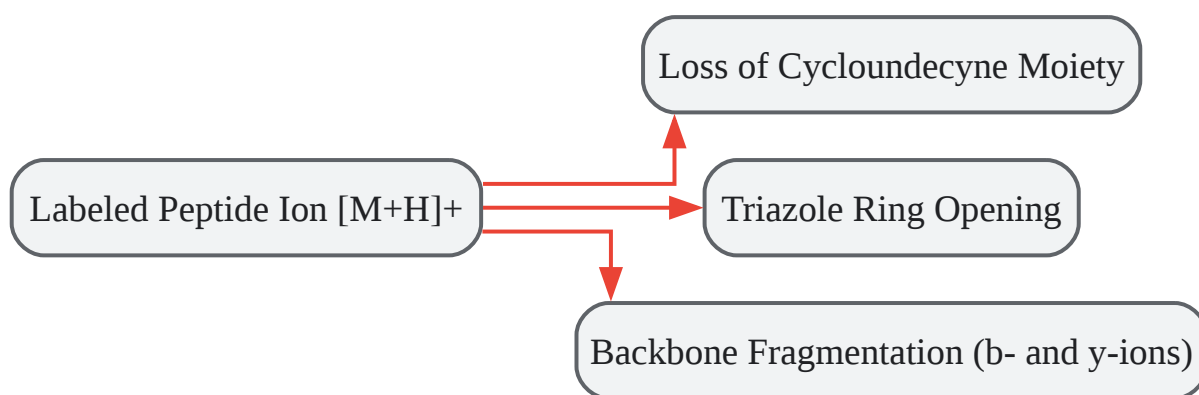 Loss of Cycloundecyne Moiety
Labeled Peptide Ion [M+H]+
Triazole Ring Opening
Backbone Fragmentation (b- and y-ions)